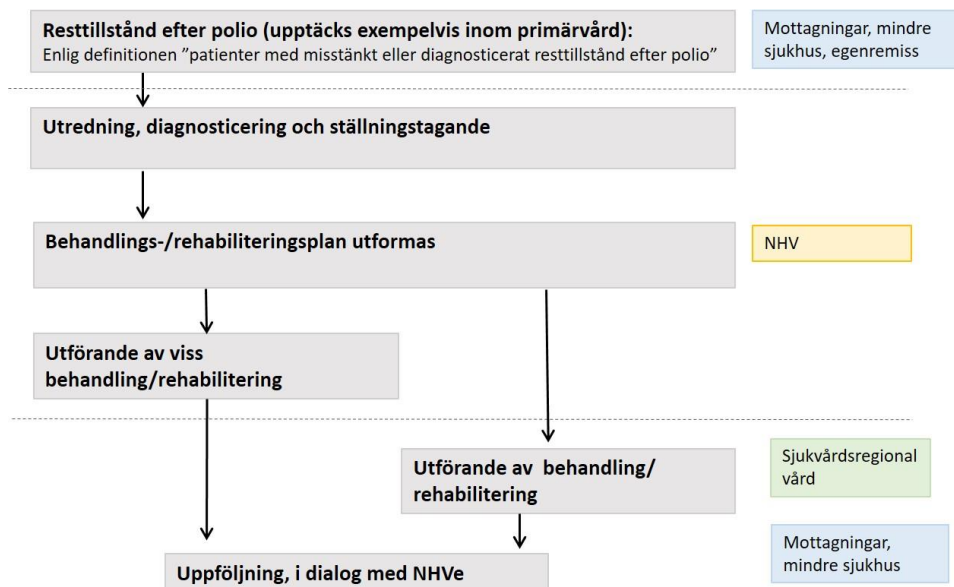 Resttillstånd efter polio (upptäcks exempelvis inom primärvård):
Enlig definitionen ”patienter med misstänkt eller diagnosticerat resttillstånd efter polio”
Mottagningar, mindre
sjukhus, egenremiss
Utredning, diagnosticering och ställningstagande
Behandlings-/rehabiliteringsplan utformas
NHV
Utförande av viss
behandling/rehabilitering
Utförande av behandling/
rehabilitering
Sjukvårdsregional
vård
Mottagningar,
mindre sjukhus
Uppföljning, i dialog med NHVe